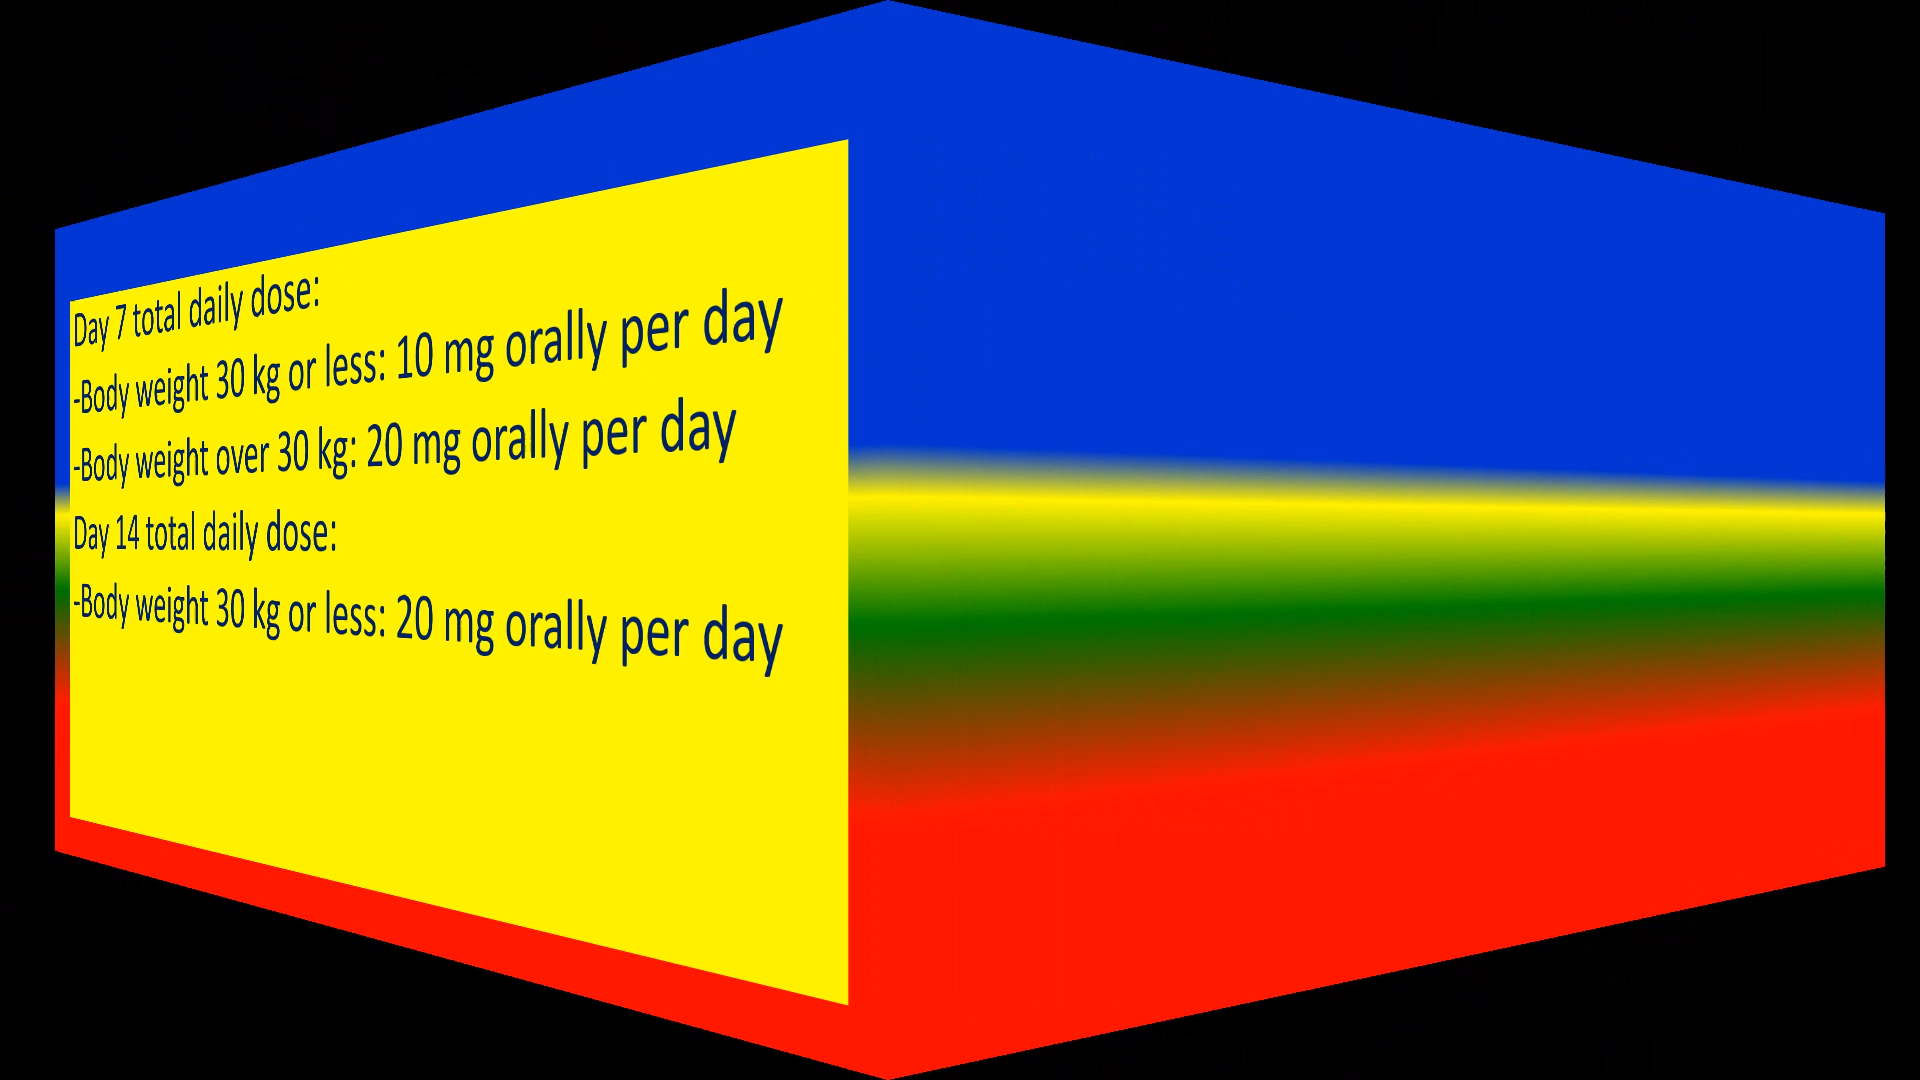 Day 7 total daily dose:
-Body weight 30 kg or less: 10 mg orally per day
-Body weight over 30 kg: 20 mg orally per day
Day 14 total daily dose:
-Body weight 30 kg or less: 20 mg orally per day